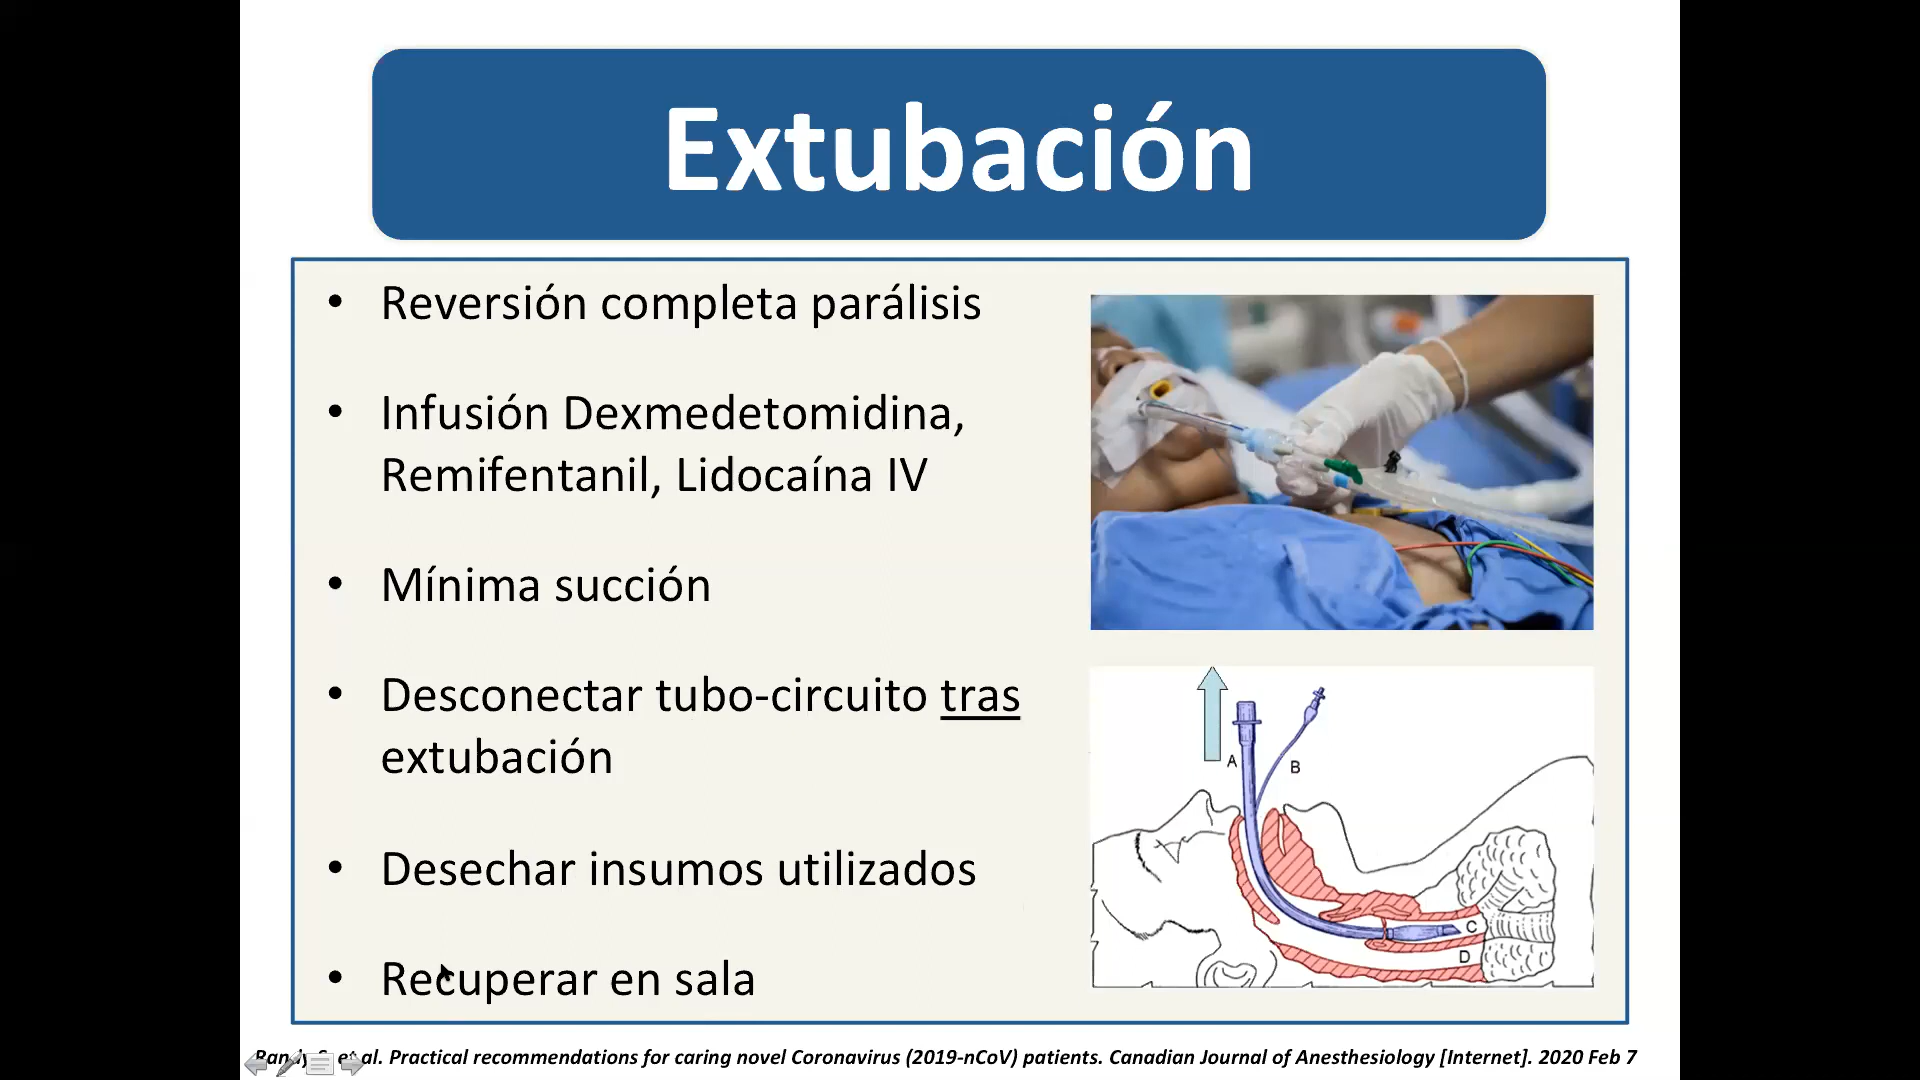 Extubación
• Reversión completa parálisis
• Infusión Dexmedetomidina,
Remifentanil, Lidocaína IV
• Mínima succión
• Desconectar tubo-circuito tras
extubación
• Desechar insumos utilizados
• Recuperar en sala
A
B
C
D
Randy S. et al. Practical recommendations for caring novel Coronavirus (2019-nCoV) patients. Canadian Journal of Anesthesiology [Internet]. 2020 Feb 7